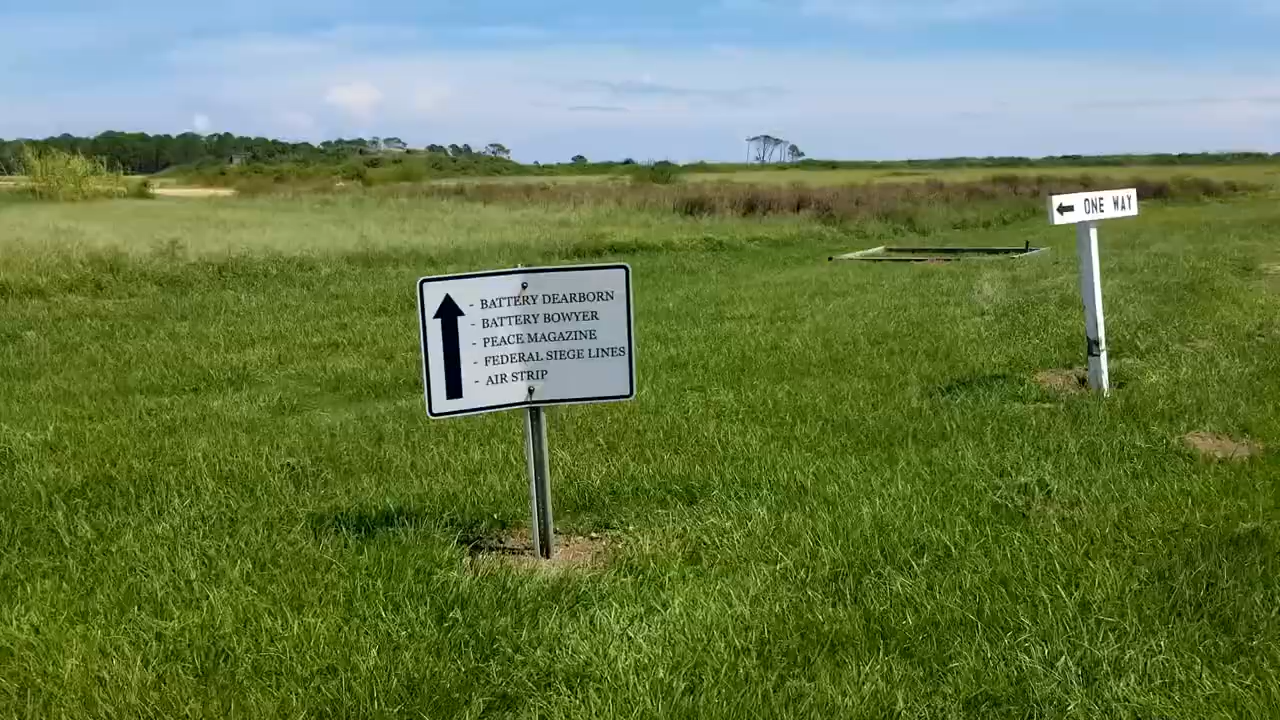 - BATTERY DEARBORN
- BATTERY BOWYER
- PEACE MAGAZINE
- FEDERAL SIEGE LINES
- AIR STRIP
ONE WAY